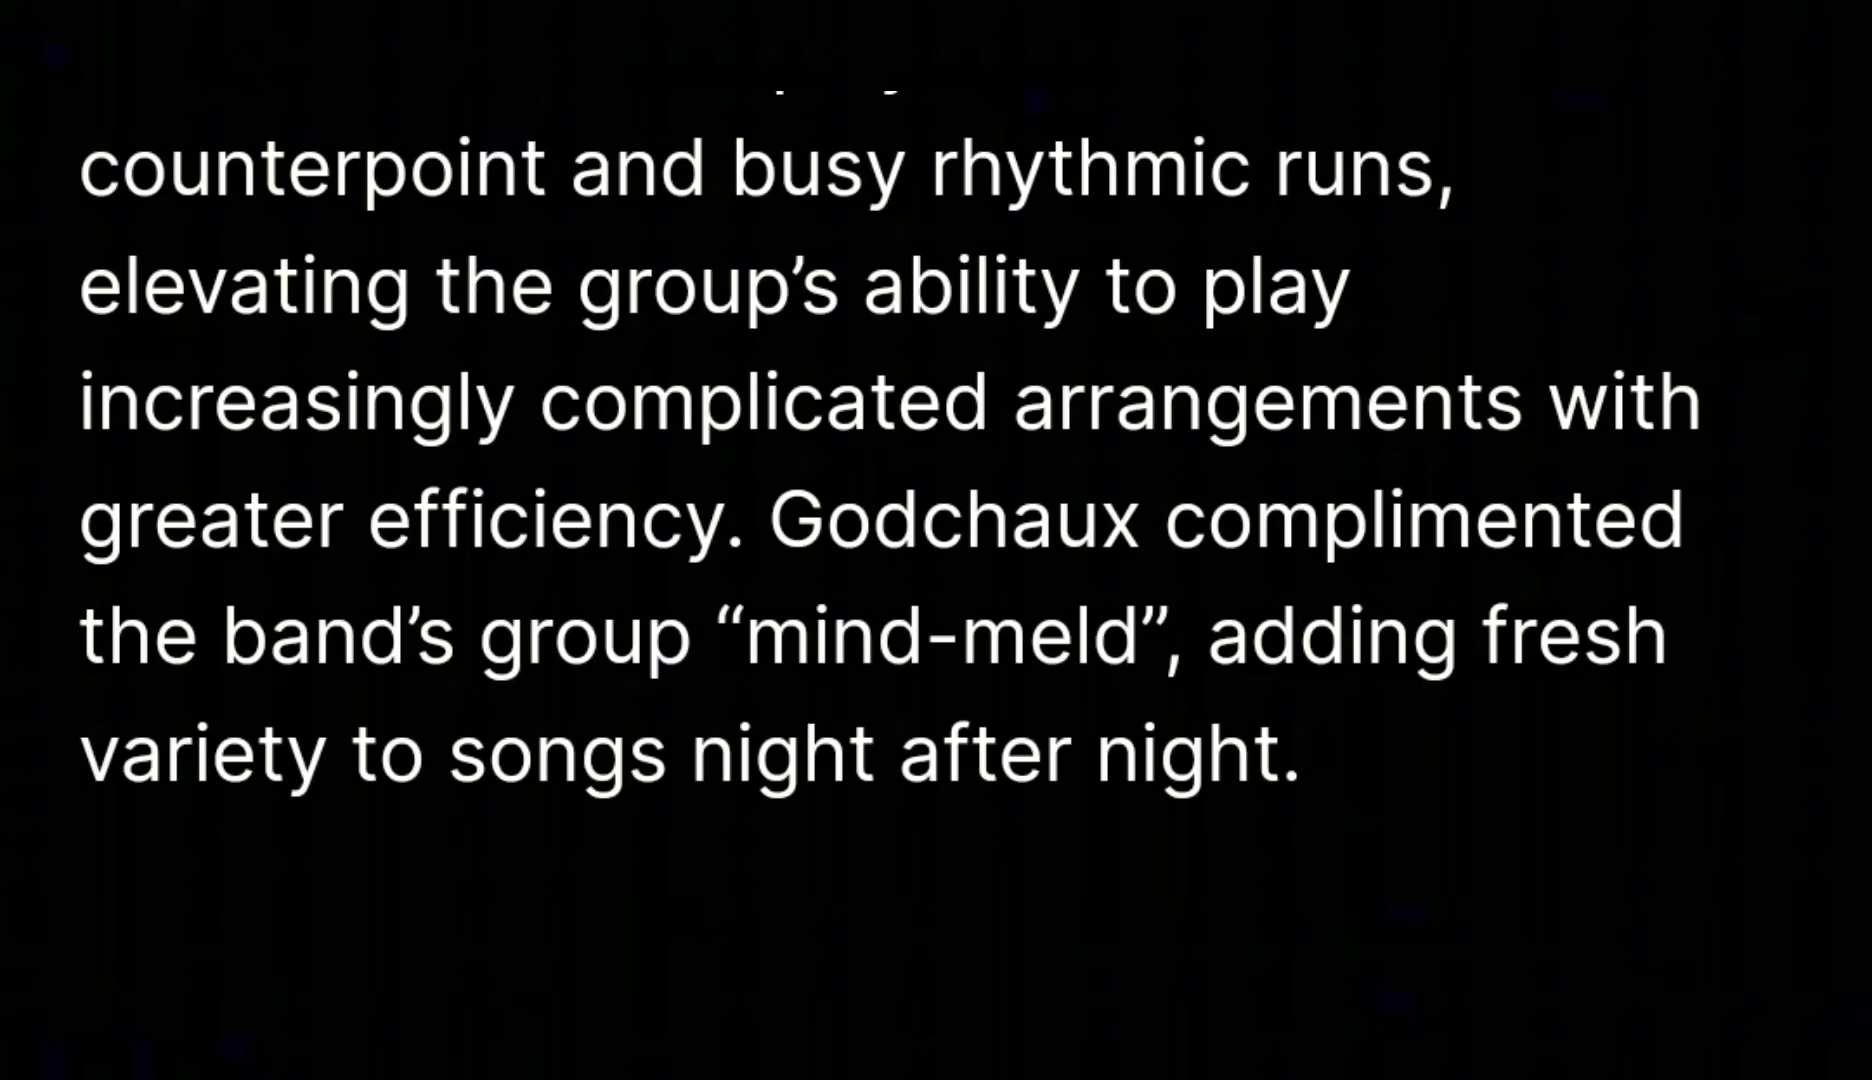 counterpoint and busy rhythmic runs,
elevating the group’s ability to play
increasingly complicated arrangements with
greater efficiency. Godchaux complimented
the band’s group “mind-meld”, adding fresh
variety to songs night after night.